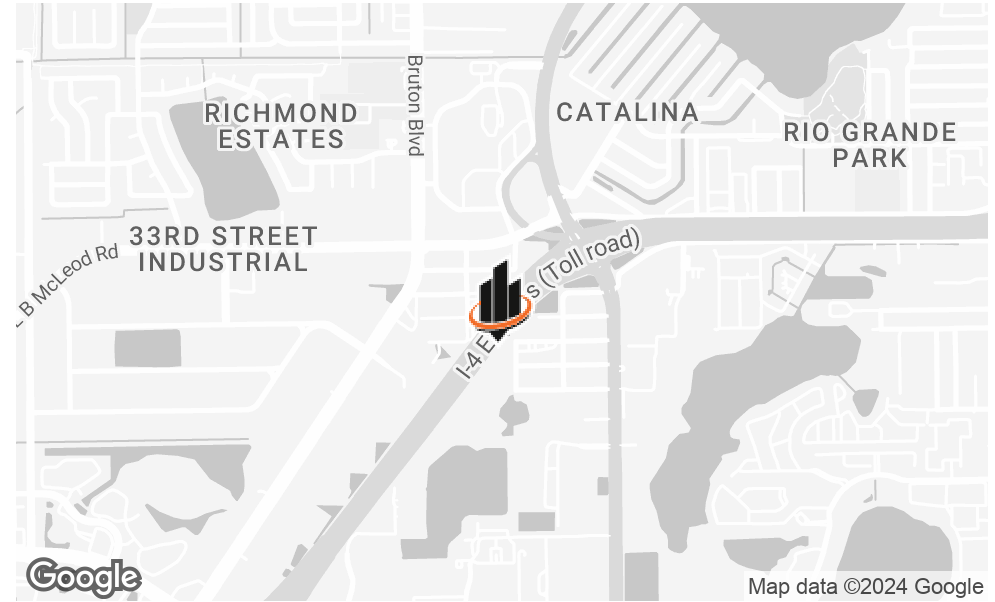 Bruton Blvd
RICHMOND
ESTATES
CATALINA
RIO GRANDE
PARK
33RD STREET
INDUSTRIAL
L B McLeod Rd
I-4 E
s (Toll road)
Google
Map data ©2024 Google